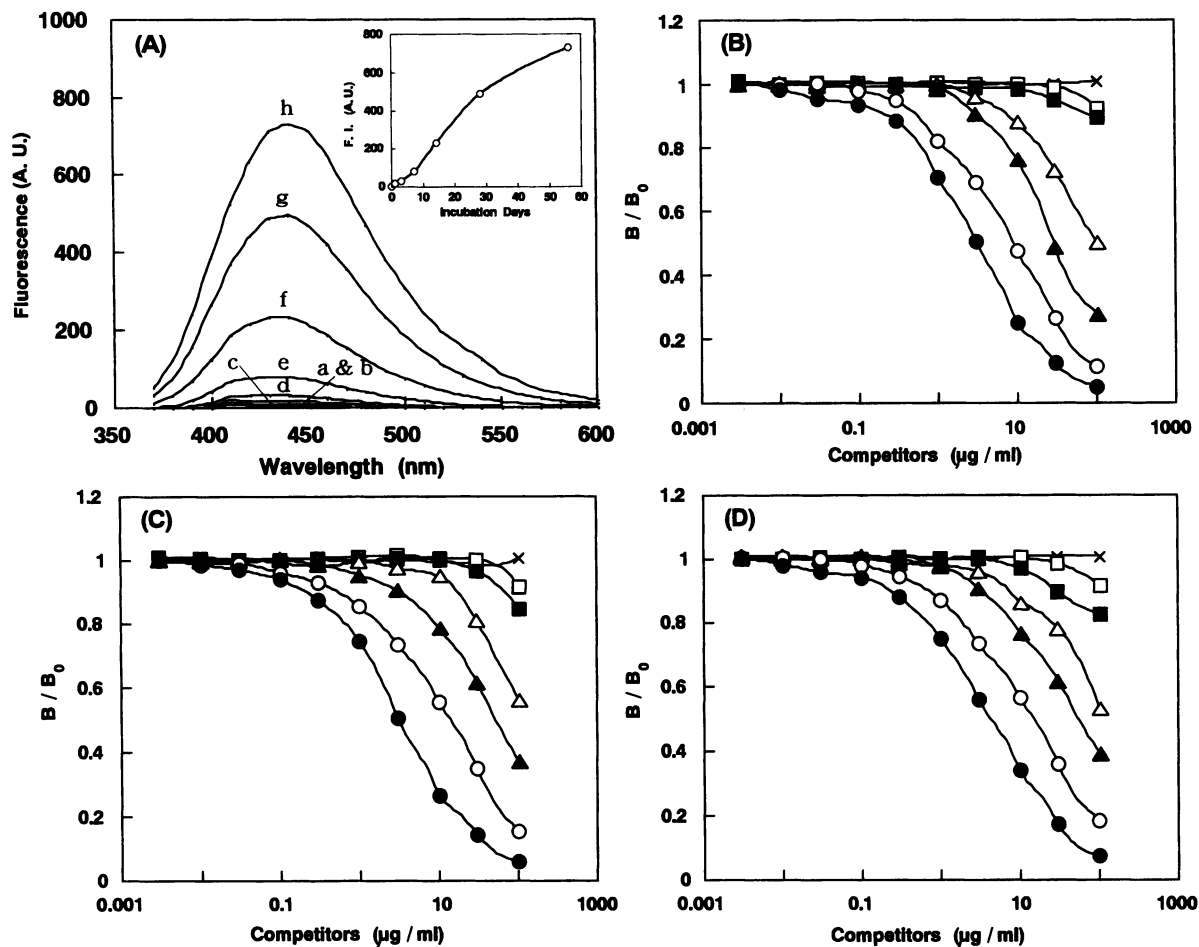 (A)
1000
800
600
400
200
0
Fluorescence (A. U.)
350 400 450 500 550 600
Wavelength (nm)
h
g
f
e
d
c
a & b
800
600
400
200
0
F. I. (A.U.)
0 10 20 30 40 50 60
Incubation Days
(B)
1.2
1
0.8
0.6
0.4
0.2
0
B / B0
0.001 0.1 10 1000
Competitors (µg / ml)
(C)
1.2
1
0.8
0.6
0.4
0.2
0
B / B0
0.001 0.1 10 1000
Competitors (µg / ml)
(D)
1.2
1
0.8
0.6
0.4
0.2
0
B / B0
0.001 0.1 10 1000
Competitors (µg / ml)